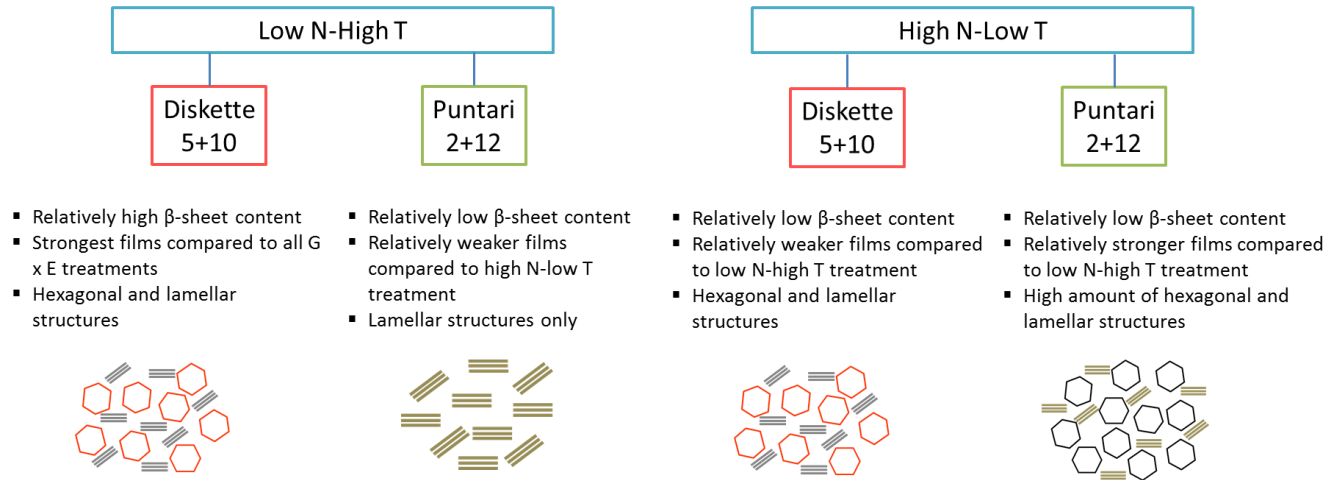 Low N-High T
High N-Low T
Diskette
5+10
Puntari
2+12
Diskette
5+10
Puntari
2+12
▪ Relatively high β-sheet content
▪ Strongest films compared to all G
x E treatments
▪ Hexagonal and lamellar
structures
▪ Relatively low β-sheet content
▪ Relatively weaker films
compared to high N-low T
treatment
▪ Lamellar structures only
▪ Relatively low β-sheet content
▪ Relatively weaker films compared
to low N-high T treatment
▪ Hexagonal and lamellar
structures
▪ Relatively low β-sheet content
▪ Relatively stronger films compared
to low N-high T treatment
▪ High amount of hexagonal and
lamellar structures